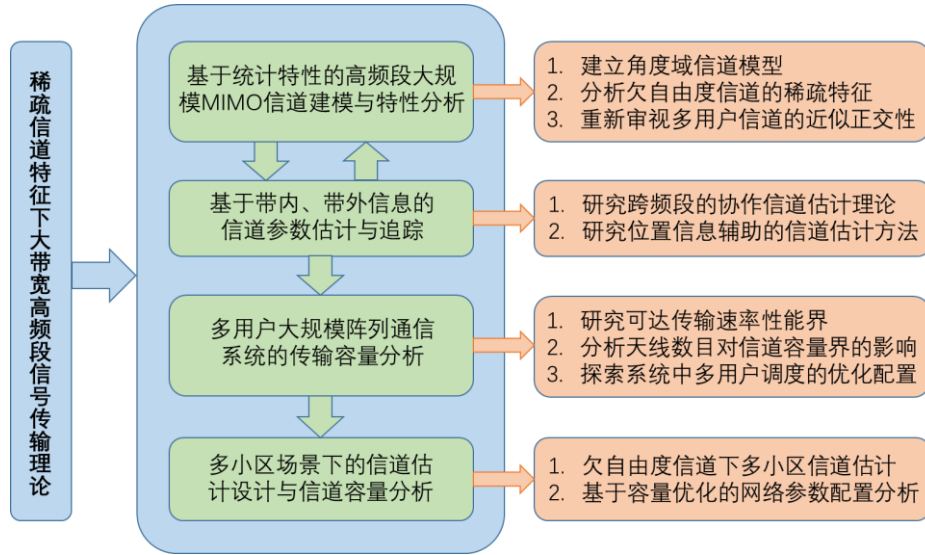 稀疏信道特征下大带宽高频段信号传输理论
基于统计特性的高频段大规
模MIMO信道建模与特性分析
1. 建立角度域信道模型
2. 分析欠自由度信道的稀疏特征
3. 重新审视多用户信道的近似正交性
基于带内、带外信息的
信道参数估计与追踪
1. 研究跨频段的协作信道估计理论
2. 研究位置信息辅助的信道估计方法
多用户大规模阵列通信
系统的传输容量分析
1. 研究可达传输速率性能界
2. 分析天线数目对信道容量界的影响
3. 探索系统中多用户调度的优化配置
多小区场景下的信道估
计设计与信道容量分析
1. 欠自由度信道下多小区信道估计
2. 基于容量优化的网络参数配置分析